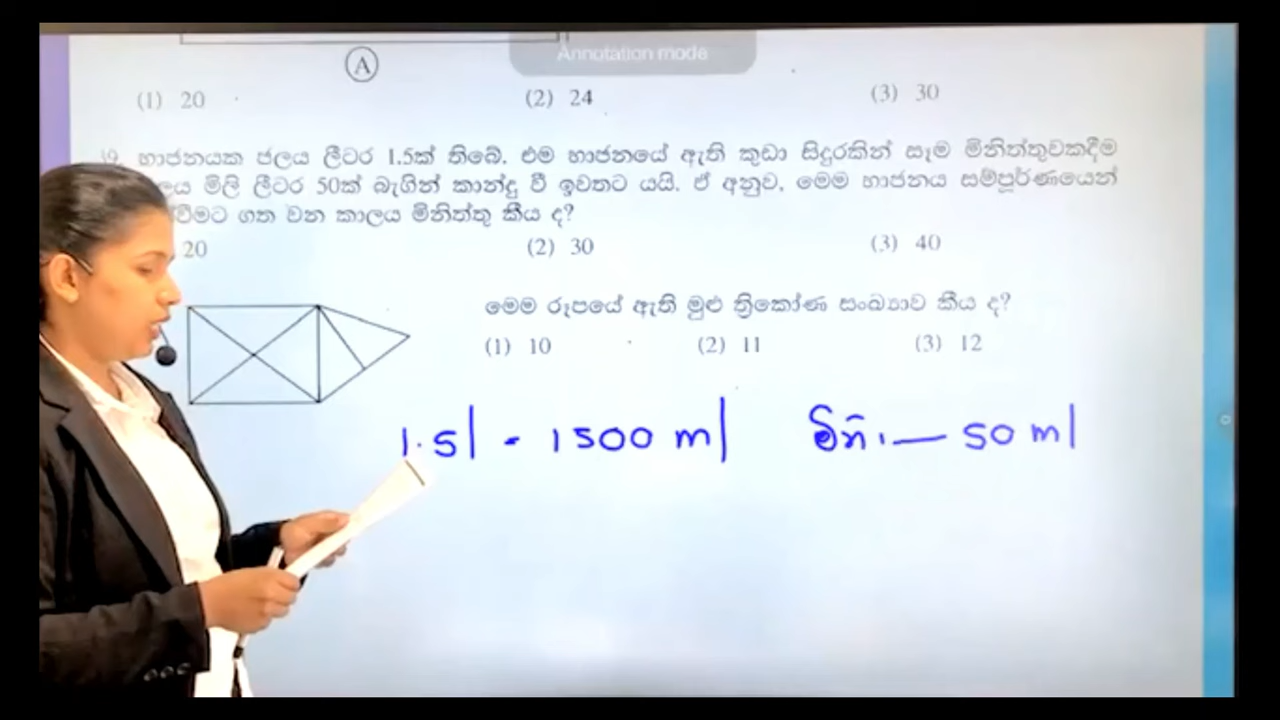 Annotation mode
A
(1) 20 (2) 24 (3) 30
භාජනයක ජලය ලීටර 1.5ක් තිබේ. එම භාජනයේ ඇති කුඩා සිදුරකින් සෑම මිනිත්තුවකදීම
මිලි ලීටර 50ක් බැගින් කාන්දු වී ඉවතට යයි. ඒ අනුව, මෙම භාජනය සම්පූර්ණයෙන්
ගත වන කාලය මිනිත්තු කීය ද?
20 (2) 30 (3) 40
මෙම රූපයේ ඇති මුළු ත්‍රිකෝණ සංඛ්‍යාව කීය ද?
(1) 10 (2) 11 (3) 12
1.5l - 1500 ml මිනි. — 50 ml